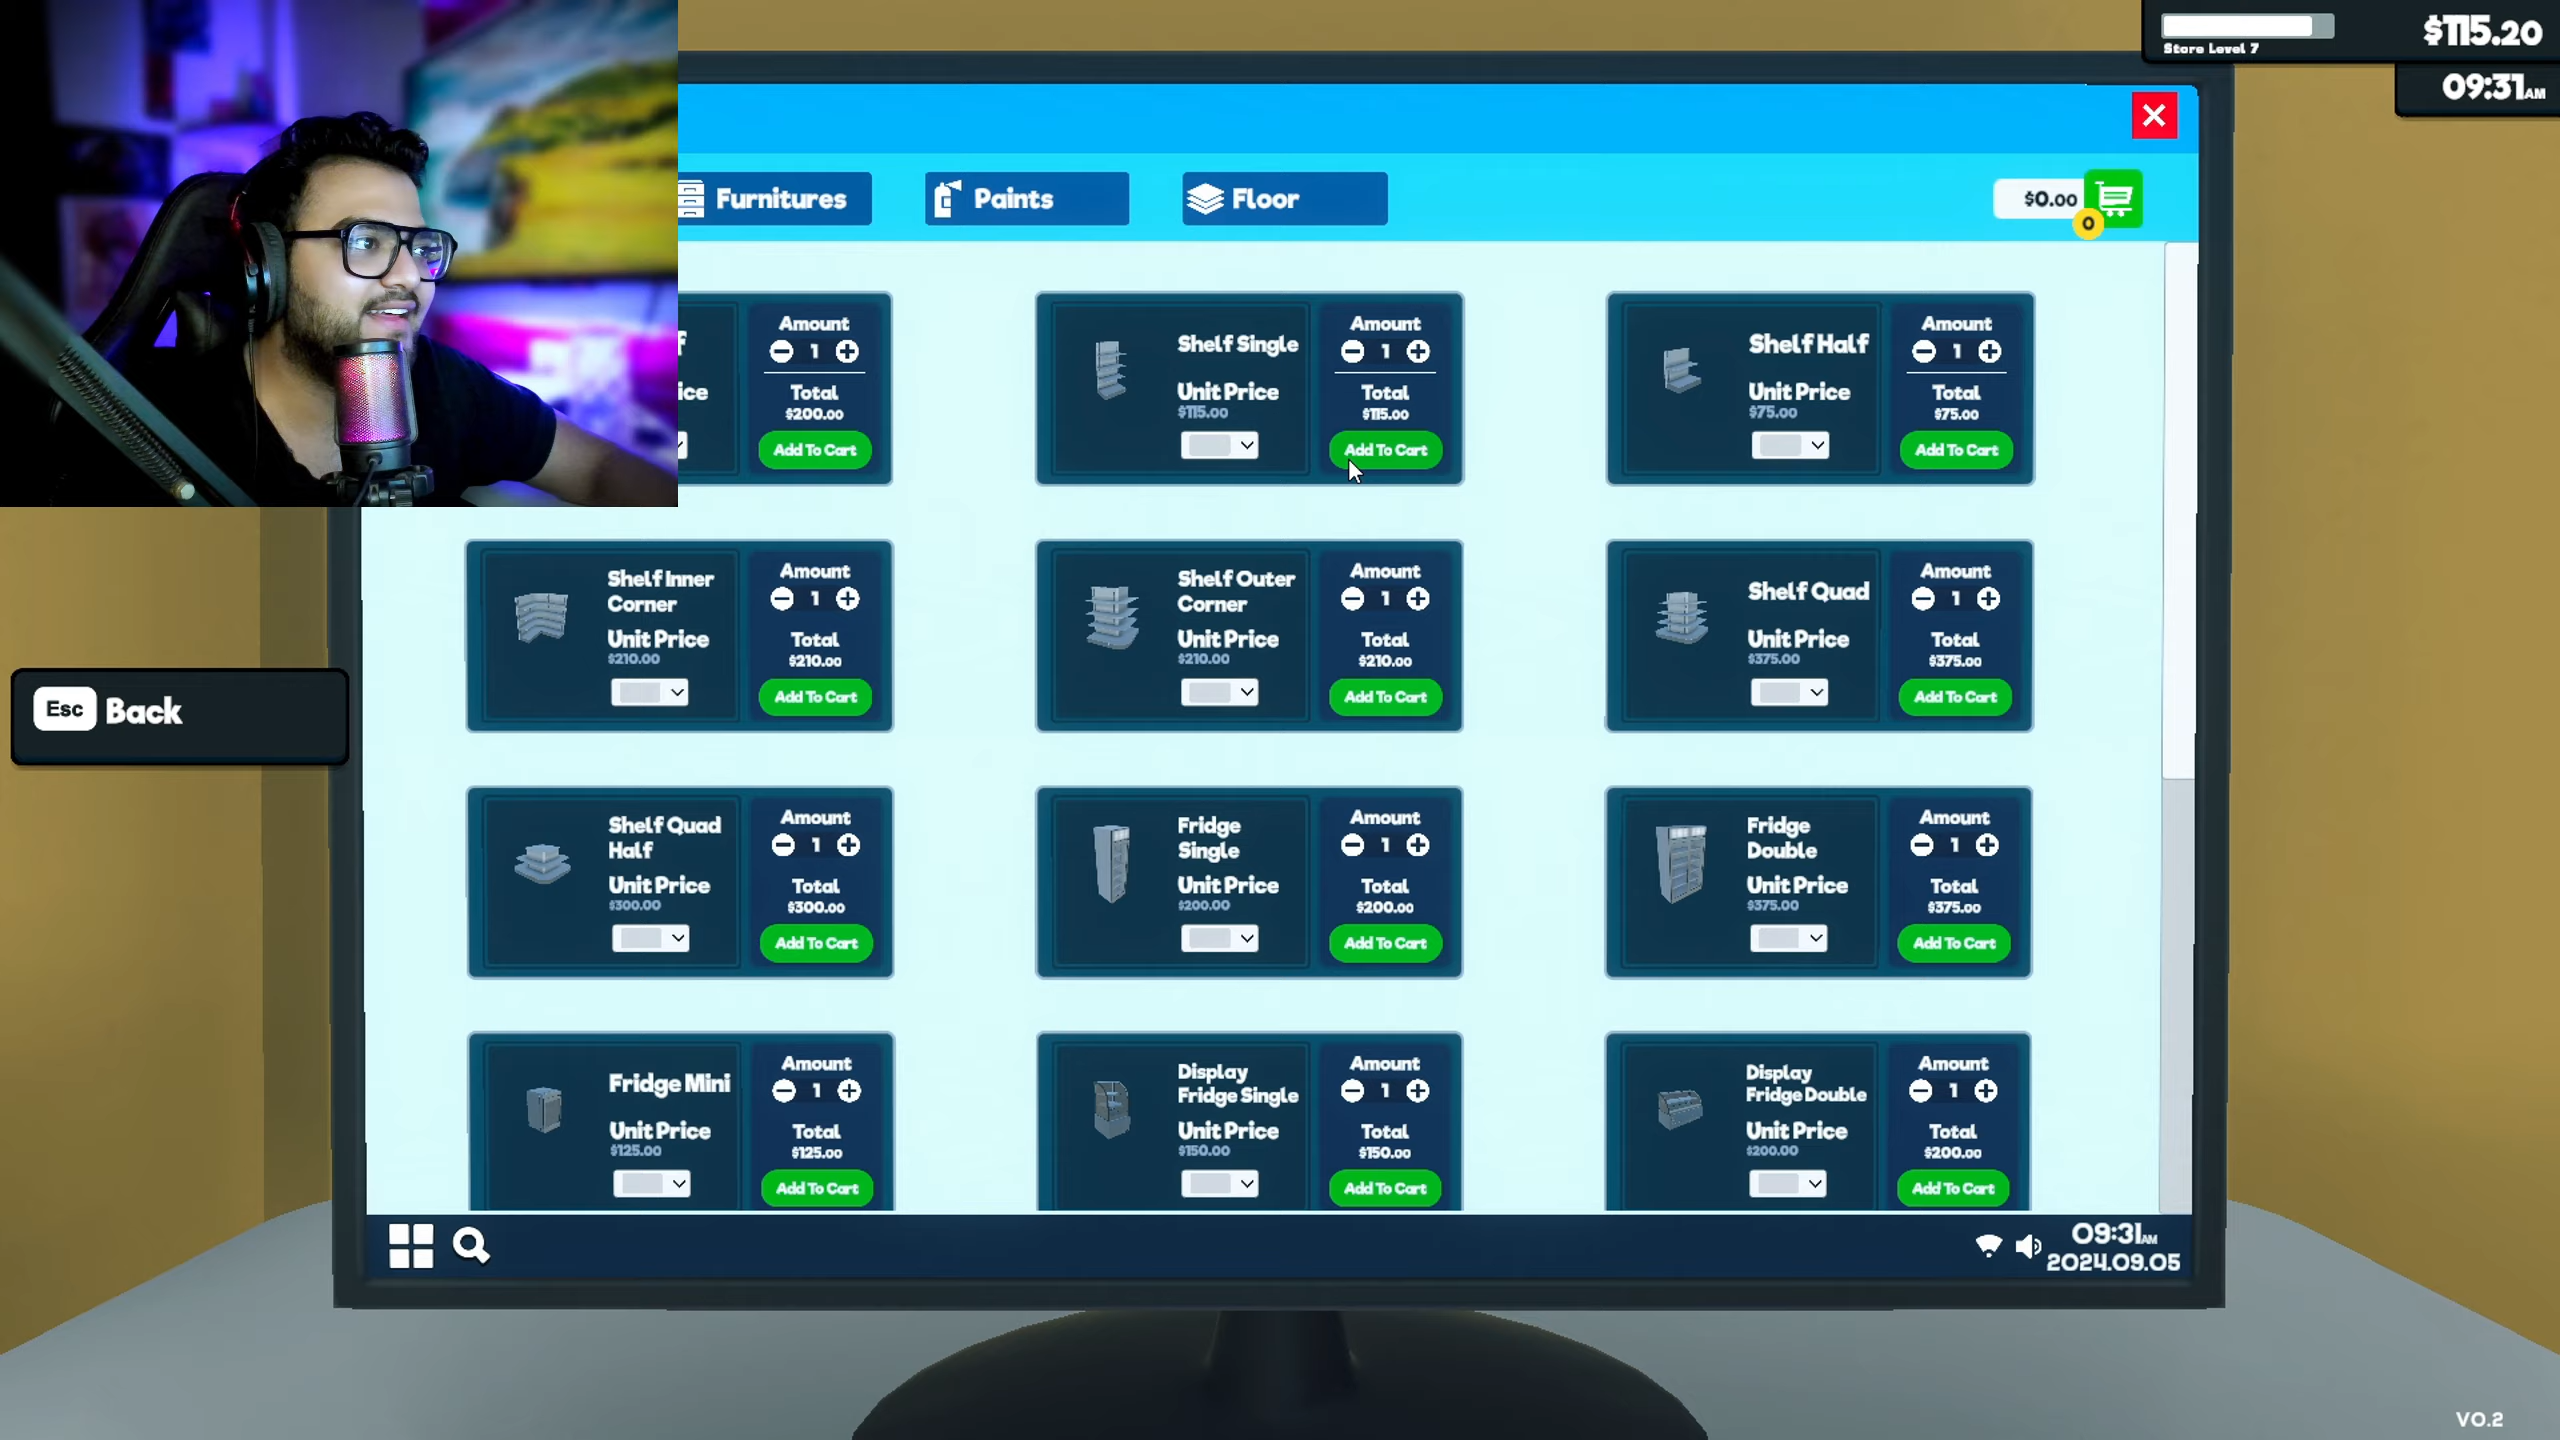 $115.20
Store Level 7
09:31AM
Furnitures
Paints
Floor
$0.00
0
Amount
1
Total
$200.00
Add To Cart
Shelf Single
Unit Price
$115.00
Amount
1
Total
$115.00
Add To Cart
Shelf Half
Unit Price
$75.00
Amount
1
Total
$75.00
Add To Cart
Shelf Inner
Corner
Unit Price
$210.00
Amount
1
Total
$210.00
Add To Cart
Shelf Outer
Corner
Unit Price
$210.00
Amount
1
Total
$210.00
Add To Cart
Shelf Quad
Unit Price
$375.00
Amount
1
Total
$375.00
Add To Cart
Esc Back
Shelf Quad
Half
Unit Price
$300.00
Amount
1
Total
$300.00
Add To Cart
Fridge
Single
Unit Price
$200.00
Amount
1
Total
$200.00
Add To Cart
Fridge
Double
Unit Price
$375.00
Amount
1
Total
$375.00
Add To Cart
Fridge Mini
Unit Price
$125.00
Amount
1
Total
$125.00
Add To Cart
Display
Fridge Single
Unit Price
$150.00
Amount
1
Total
$150.00
Add To Cart
Display
Fridge Double
Unit Price
$200.00
Amount
1
Total
$200.00
Add To Cart
09:31AM
2024.09.05
V0.2